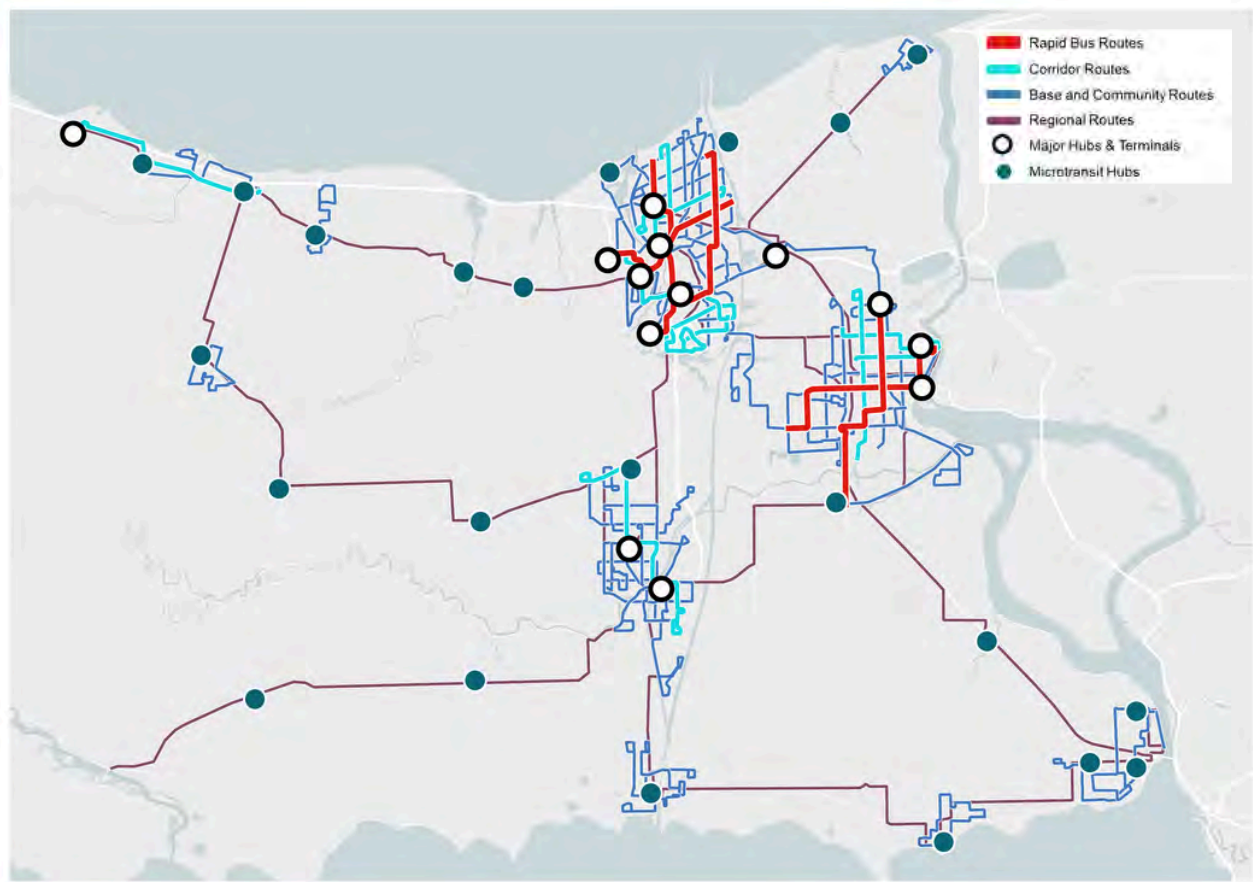 Rapid Bus Routes
Corridor Routes
Base and Community Routes
Regional Routes
Major Hubs & Terminals
Microtransit Hubs